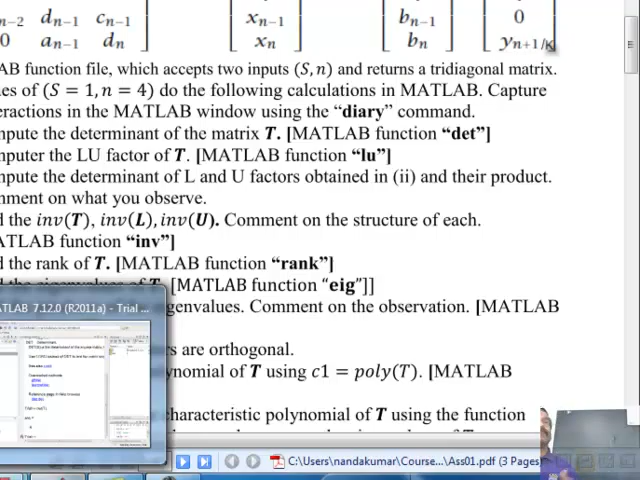 n−2 d_{n−1} c_{n−1} x_{n−1} b_{n−1} 0
0 a_{n−1} d_n x_n b_n y_{n+1}/K
AB function file, which accepts two inputs (S, n) and returns a tridiagonal matrix.
es of (S = 1, n = 4) do the following calculations in MATLAB. Capture
eractions in the MATLAB window using the “diary” command.
mpute the determinant of the matrix T. [MATLAB function “det”]
mputer the LU factor of T. [MATLAB function “lu”]
mpute the determinant of L and U factors obtained in (ii) and their product.
mment on what you observe.
d the inv(T), inv(L), inv(U). Comment on the structure of each.
ATLAB function “inv”]
d the rank of T. [MATLAB function “rank”]
[MATLAB function “eig”]]
ATLAB 7.12.0 (R2011a) - Trial ...
genvalues. Comment on the observation. [MATLAB
rs are orthogonal.
ynomial of T using c1 = poly(T). [MATLAB
characteristic polynomial of T using the function
C:\Users\nandakumar\Course...\Ass01.pdf (3 Pages)